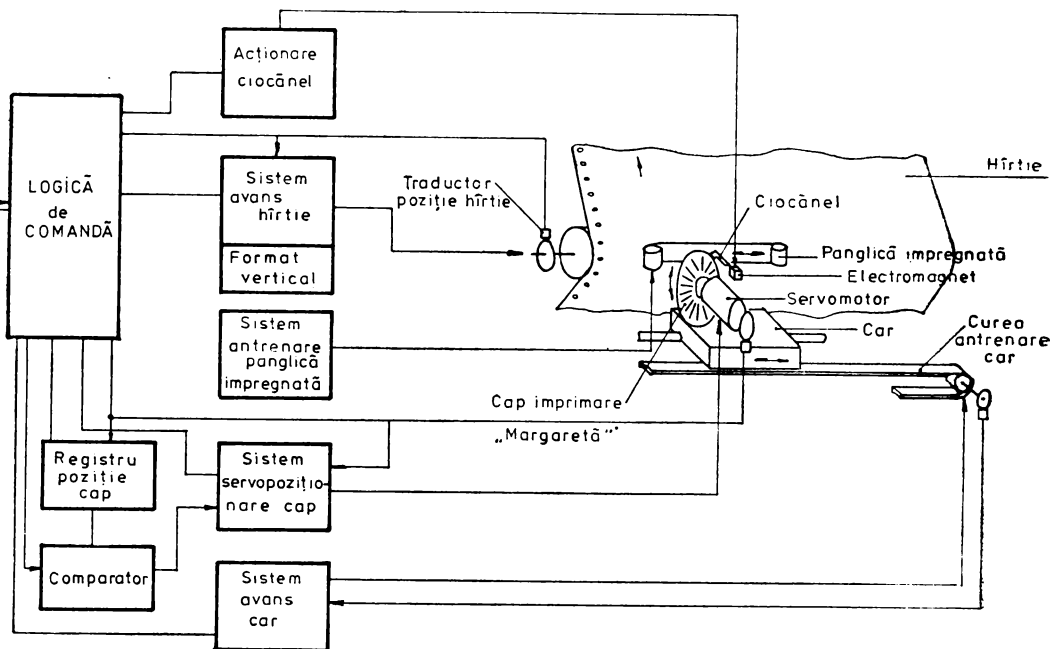 Acționare
ciocănel
LOGICĂ
de
COMANDĂ
Sistem
avans
hîrtie
Format
vertical
Traductor
poziție hîrtie
Hîrtie
Ciocănel
Panglică impregnată
Electromagnet
Servomotor
Car
Curea
antrenare
car
Sistem
antrenare
panglică
impregnată
Cap imprimare
„Margaretă"
Registru
poziție
cap
Sistem
servopozițio-
nare cap
Comparator
Sistem
avans
car